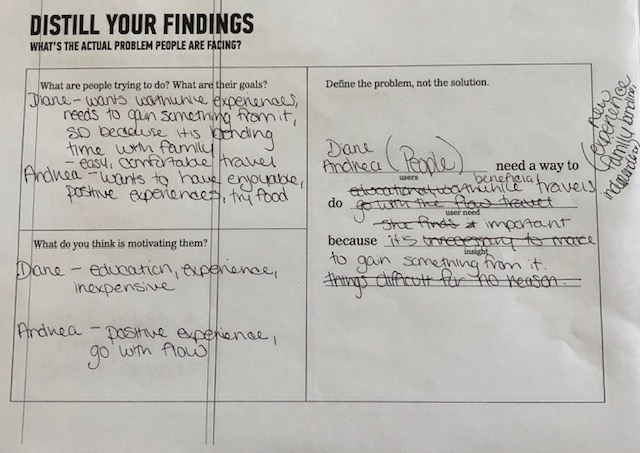 DISTILL YOUR FINDINGS
WHAT'S THE ACTUAL PROBLEM PEOPLE ARE FACING?
What are people trying to do? What are their goals?
Diane - wants worthwhile experiences,
needs to gain something from it,
so because its bonding
time with family
- easy, comfortable travel
Andnea - wants to have enjoyable,
positive experiences, try food
What do you think is motivating them?
Diane - education, experience,
inexpensive
Andnea - positive experience,
go with flow
Define the problem, not the solution.
Diane
Andnea (People) need a way to
users
beneficial
educational worthwhile travels
do go with the flow travel
user need
she finds it important
because it's unnecessary to make
insight
to gain something from it.
things difficult for no reason.
new
experience
family bonding